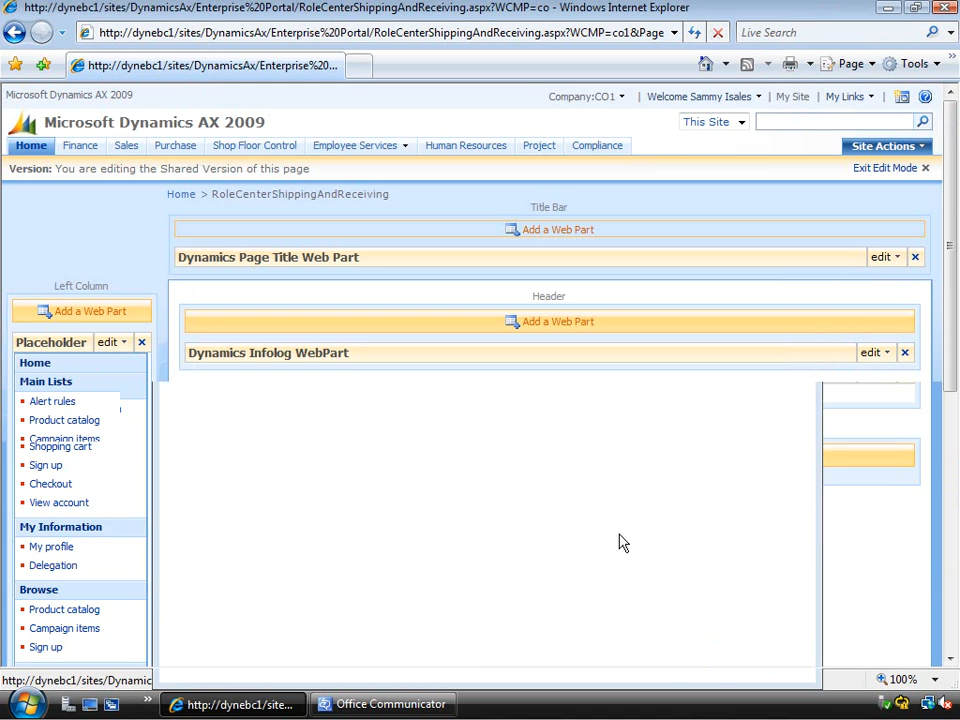 http://dynebc1/sites/DynamicsAx/Enterprise%20Portal/RoleCenterShippingAndReceiving.aspx?WCMP=co - Windows Internet Explorer
http://dynebc1/sites/DynamicsAx/Enterprise%20Portal/RoleCenterShippingAndReceiving.aspx?WCMP=co1&Page
Live Search
http://dynebc1/sites/DynamicsAx/Enterprise%20...
Page
Tools
Microsoft Dynamics AX 2009
Company:CO1
Welcome Sammy Isales
My Site
My Links
Microsoft Dynamics AX 2009
This Site
Home
Finance
Sales
Purchase
Shop Floor Control
Employee Services
Human Resources
Project
Compliance
Site Actions
Version: You are editing the Shared Version of this page
Exit Edit Mode
Home > RoleCenterShippingAndReceiving
Title Bar
Add a Web Part
Dynamics Page Title Web Part
edit
Left Column
Header
Add a Web Part
Add a Web Part
Placeholder
edit
Dynamics Infolog WebPart
edit
Home
Main Lists
Alert rules
Product catalog
Campaign items
Shopping cart
Sign up
Checkout
View account
My Information
My profile
Delegation
Browse
Product catalog
Campaign items
Sign up
http://dynebc1/sites/Dynamic
100%
http://dynebc1/site...
Office Communicator